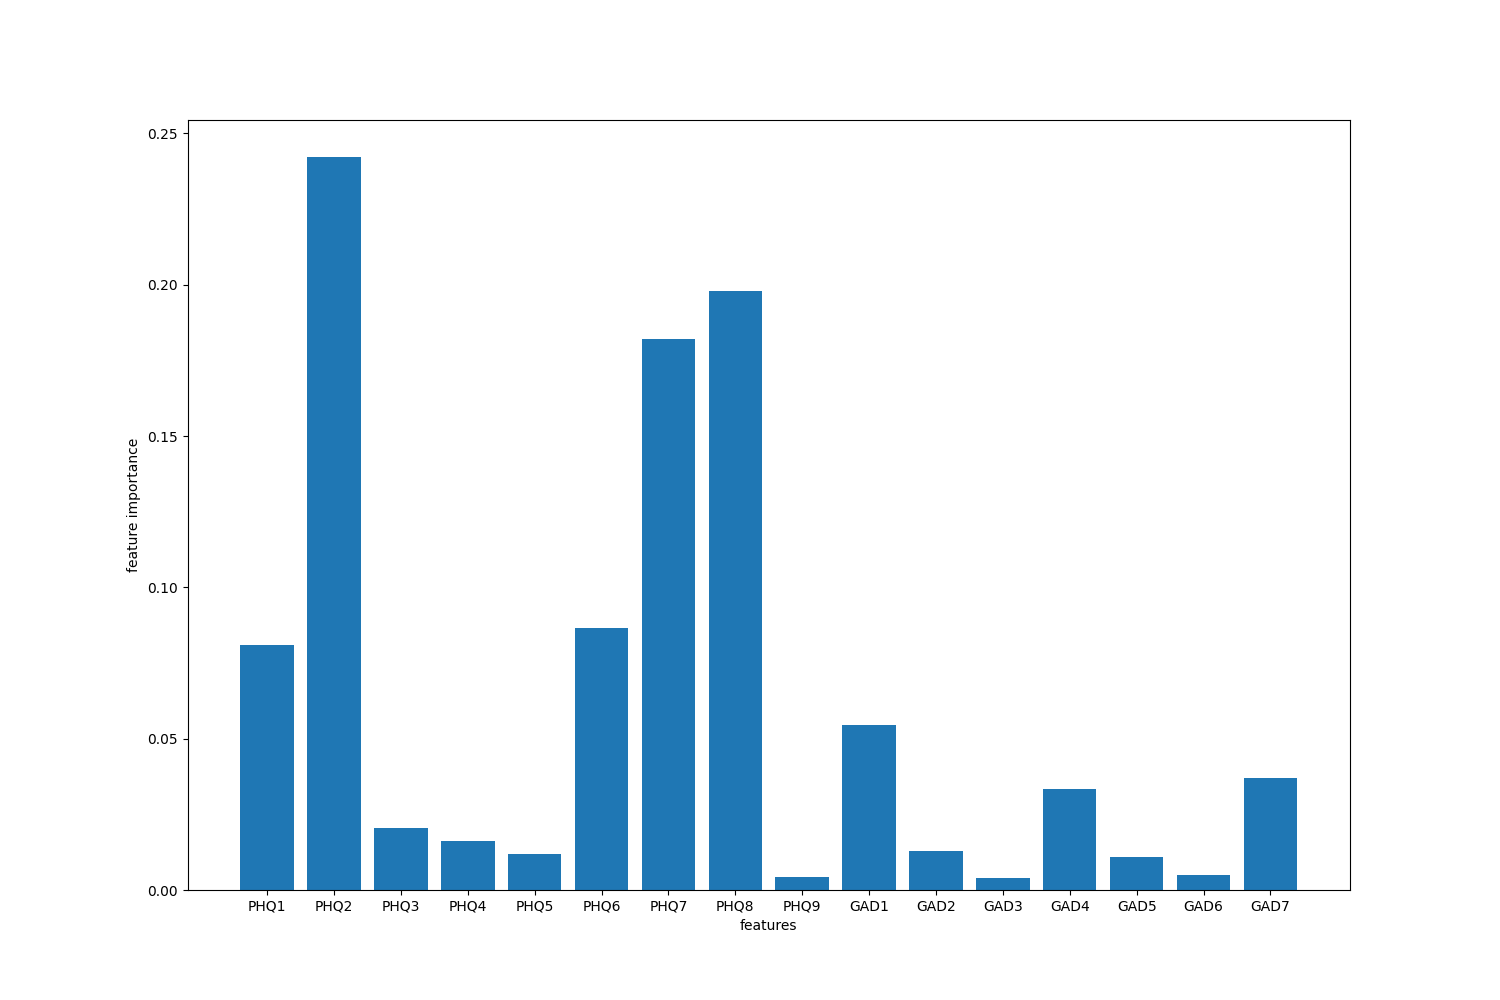 0.25
0.20
0.15
0.10
0.05
0.00
feature importance
PHQ1 PHQ2 PHQ3 PHQ4 PHQ5 PHQ6 PHQ7 PHQ8 PHQ9 GAD1 GAD2 GAD3 GAD4 GAD5 GAD6 GAD7
features